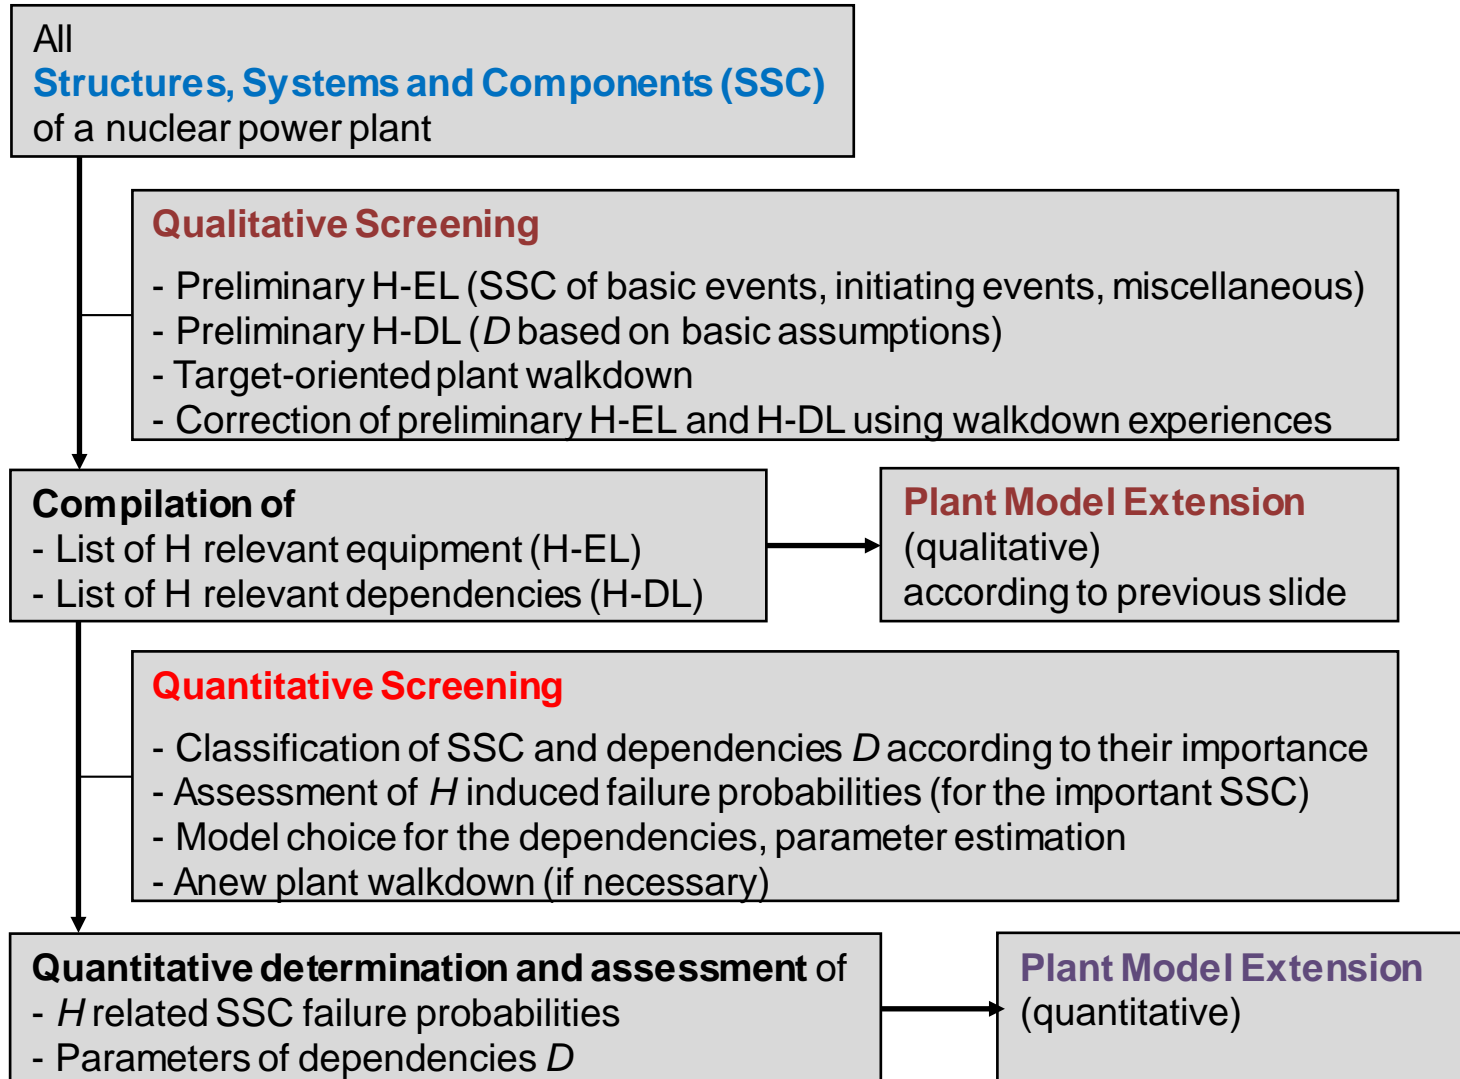 All
Structures, Systems and Components (SSC)
of a nuclear power plant
Qualitative Screening
- Preliminary H-EL (SSC of basic events, initiating events, miscellaneous)
- Preliminary H-DL (D based on basic assumptions)
- Target-oriented plant walkdown
- Correction of preliminary H-EL and H-DL using walkdown experiences
Compilation of
- List of H relevant equipment (H-EL)
- List of H relevant dependencies (H-DL)
Plant Model Extension
(qualitative)
according to previous slide
Quantitative Screening
- Classification of SSC and dependencies D according to their importance
- Assessment of H induced failure probabilities (for the important SSC)
- Model choice for the dependencies, parameter estimation
- Anew plant walkdown (if necessary)
Quantitative determination and assessment of
- H related SSC failure probabilities
- Parameters of dependencies D
Plant Model Extension
(quantitative)